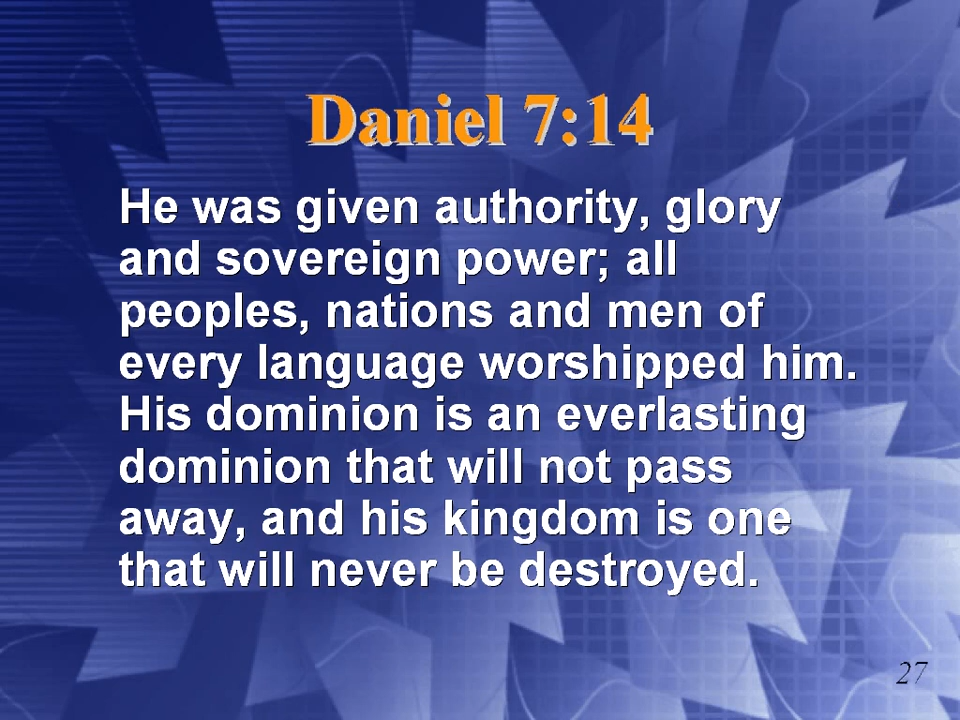 Daniel 7:14
He was given authority, glory
and sovereign power; all
peoples, nations and men of
every language worshipped him.
His dominion is an everlasting
dominion that will not pass
away, and his kingdom is one
that will never be destroyed.
27